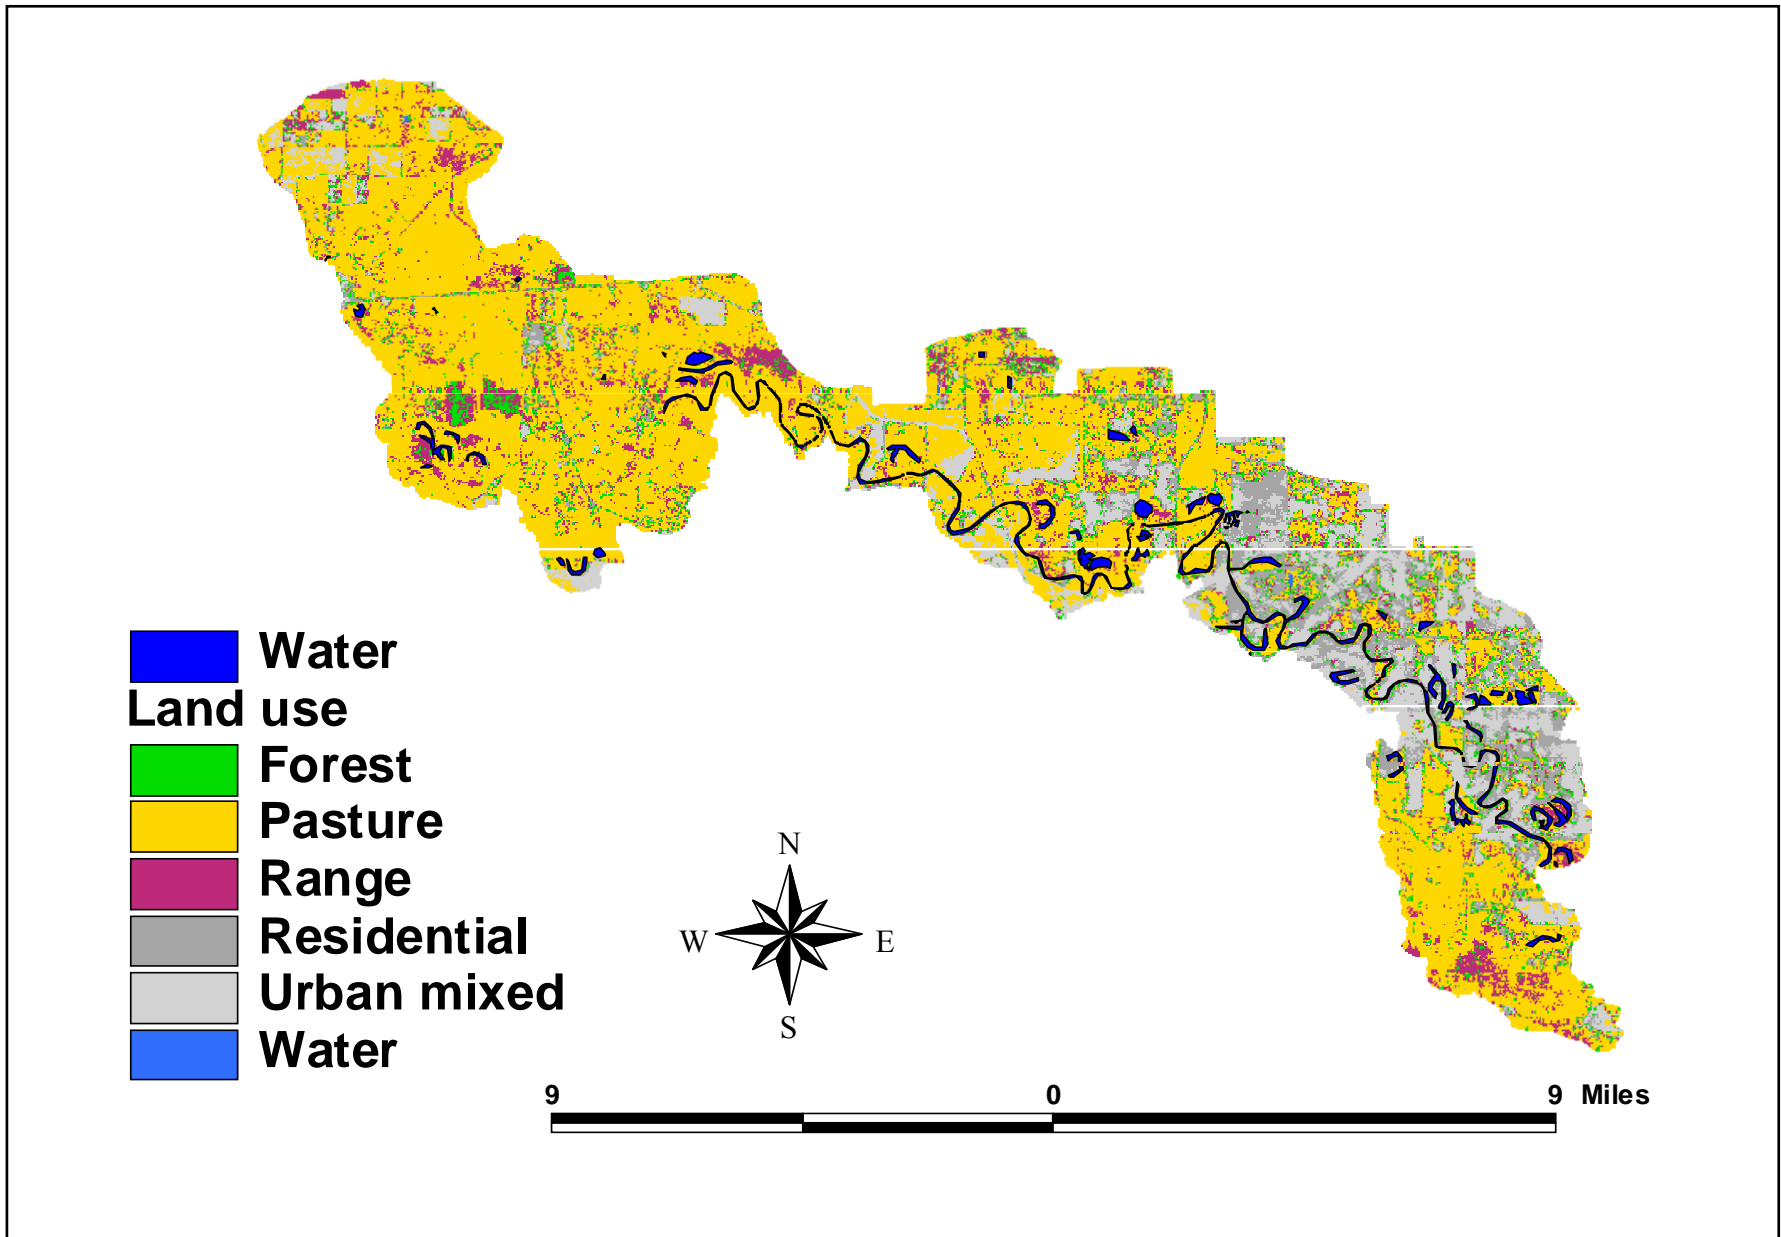 Water
Land use
Forest
Pasture
Range
Residential
Urban mixed
Water
N
W E
S
9 0 9 Miles